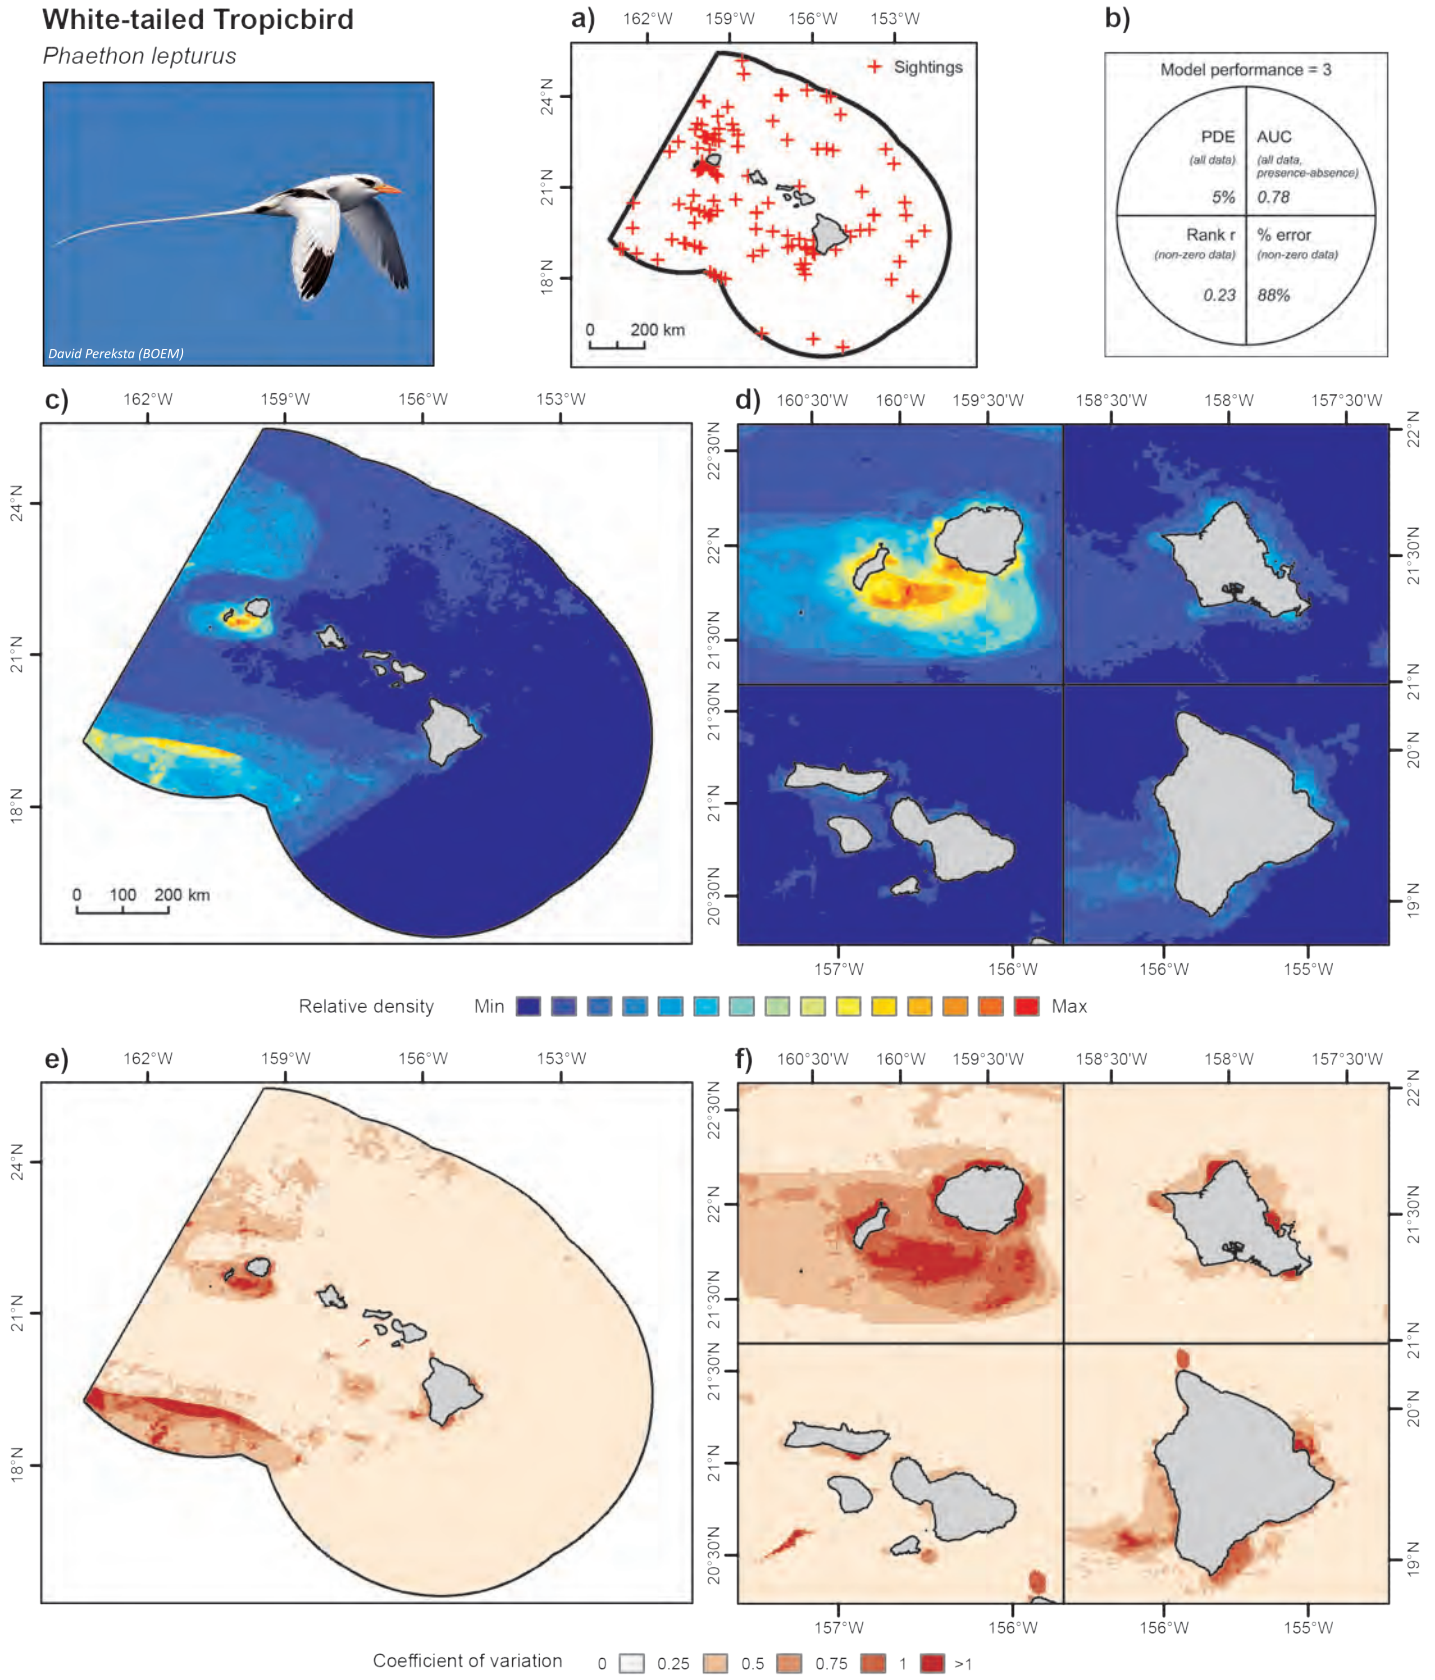 White-tailed Tropicbird
Phaethon lepturus
David Pereksta (BOEM)
a)
162°W 159°W 156°W 153°W
24°N
21°N
18°N
Sightings
0 200 km
b)
Model performance = 3
PDE AUC
(all data) (all data,
presence-absence)
5% 0.78
Rank r % error
(non-zero data) (non-zero data)
0.23 88%
c)
162°W 159°W 156°W 153°W
24°N
21°N
18°N
0 100 200 km
d)
160°30'W 160°W 159°30'W 158°30'W 158°W 157°30'W
22°30'N
22°N
21°30'N
22°N
21°30'N
21°N
21°30'N
21°N
20°30'N
20°N
19°N
157°W 156°W 156°W 155°W
Relative density Min Max
e)
162°W 159°W 156°W 153°W
24°N
21°N
18°N
f)
160°30'W 160°W 159°30'W 158°30'W 158°W 157°30'W
22°30'N
22°N
21°30'N
22°N
21°30'N
21°N
21°30'N
21°N
20°30'N
20°N
19°N
157°W 156°W 156°W 155°W
Coefficient of variation 0 0.25 0.5 0.75 1 >1